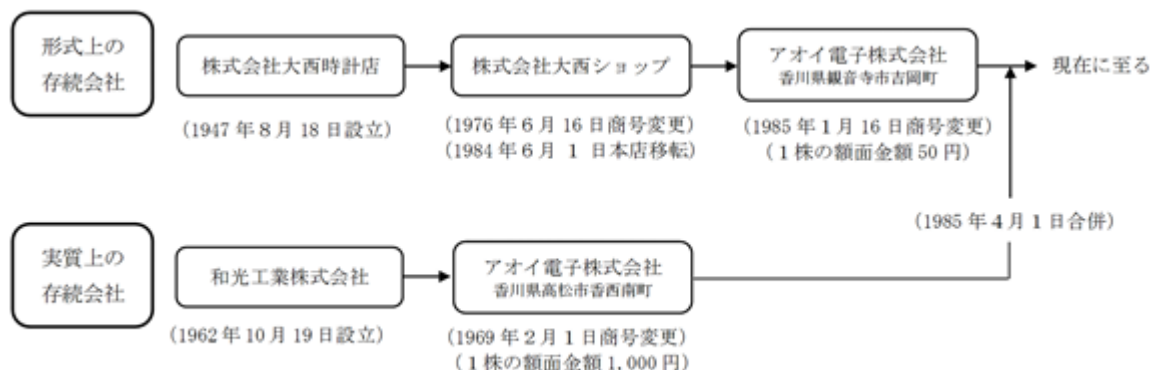 形式上の
存続会社
株式会社大西時計店
(1947年8月18日設立)
株式会社大西ショップ
(1976年6月16日商号変更)
(1984年6月 1 日本店移転)
アオイ電子株式会社
香川県観音寺市吉岡町
(1985年1月16日商号変更)
(1株の額面金額50円)
現在に至る
(1985年4月1日合併)
実質上の
存続会社
和光工業株式会社
(1962年10月19日設立)
アオイ電子株式会社
香川県高松市香西南町
(1969年2月1日商号変更)
(1株の額面金額1,000円)